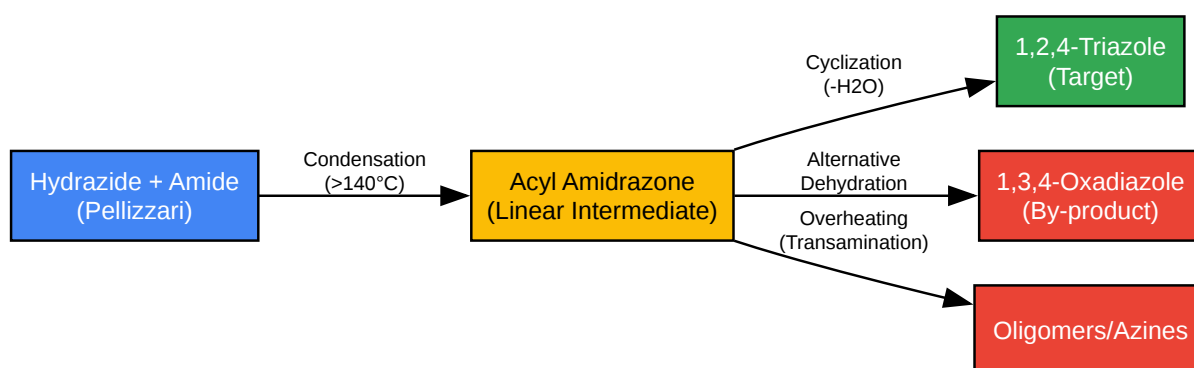 Hydrazide + Amide
(Pellizzari)
Condensation
(>140°C)
Acyl Amidrazone
(Linear Intermediate)
Cyclization
(-H2O)
1,2,4-Triazole
(Target)
Alternative
Dehydration
1,3,4-Oxadiazole
(By-product)
Overheating
(Transamination)
Oligomers/Azines